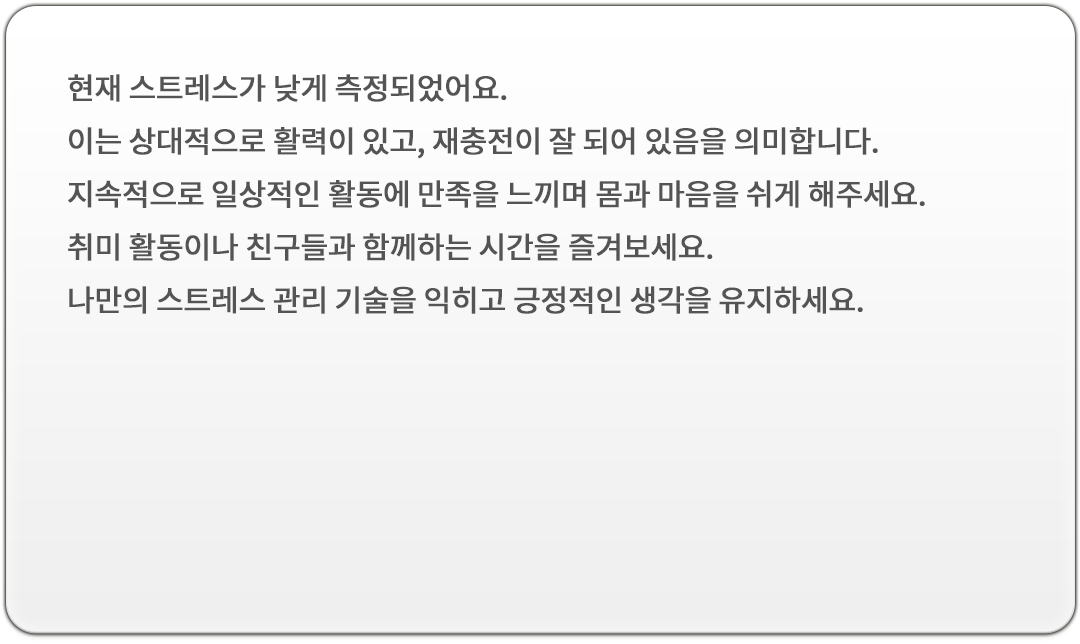 현재 스트레스가 낮게 측정되었어요.
이는 상대적으로 활력이 있고, 재충전이 잘 되어 있음을 의미합니다.
지속적으로 일상적인 활동에 만족을 느끼며 몸과 마음을 쉬게 해주세요.
취미 활동이나 친구들과 함께하는 시간을 즐겨보세요.
나만의 스트레스 관리 기술을 익히고 긍정적인 생각을 유지하세요.